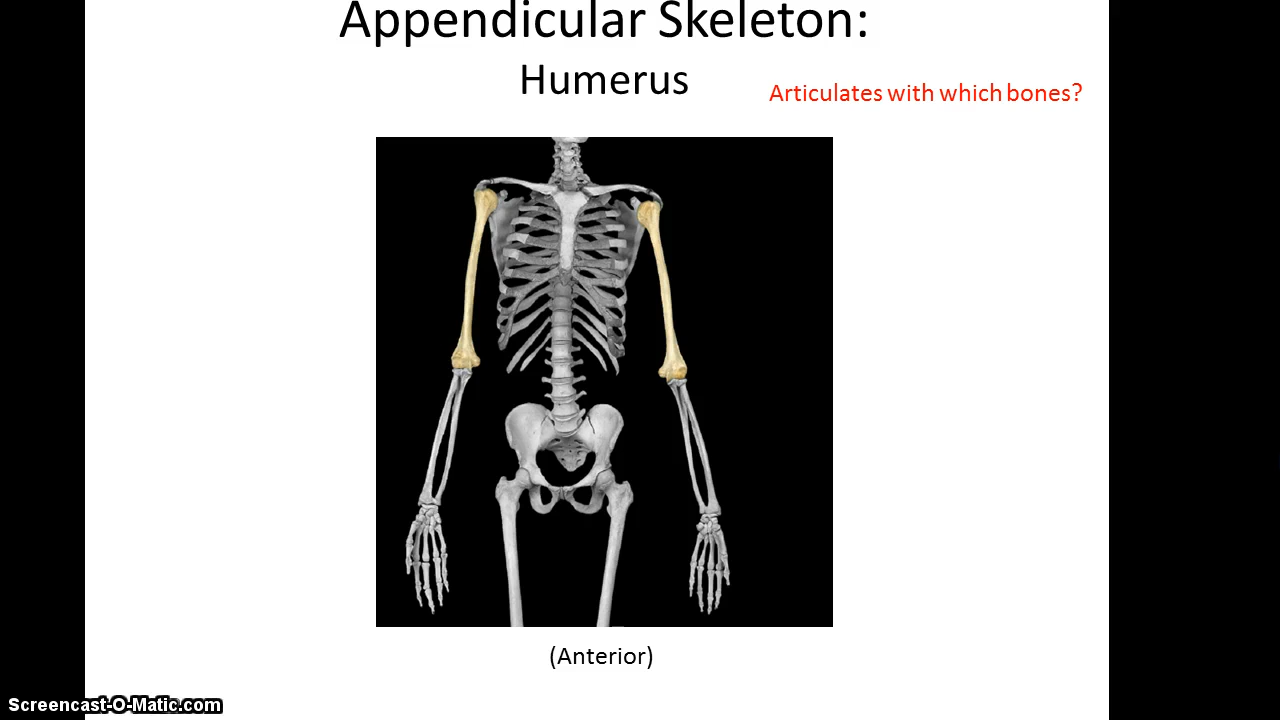 Appendicular Skeleton:
Humerus
Articulates with which bones?
(Anterior)
Screencast-O-Matic.com